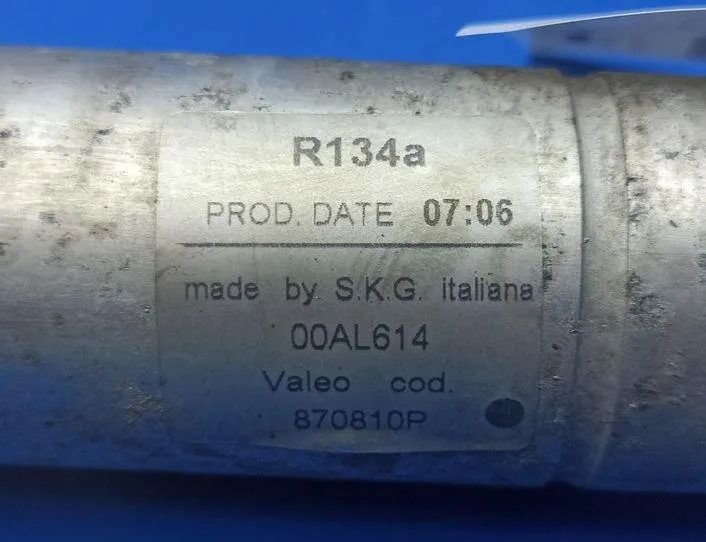 R134a
PROD. DATE 07:06
made by S.K.G. italiana
00AL614
Valeo cod.
870810P